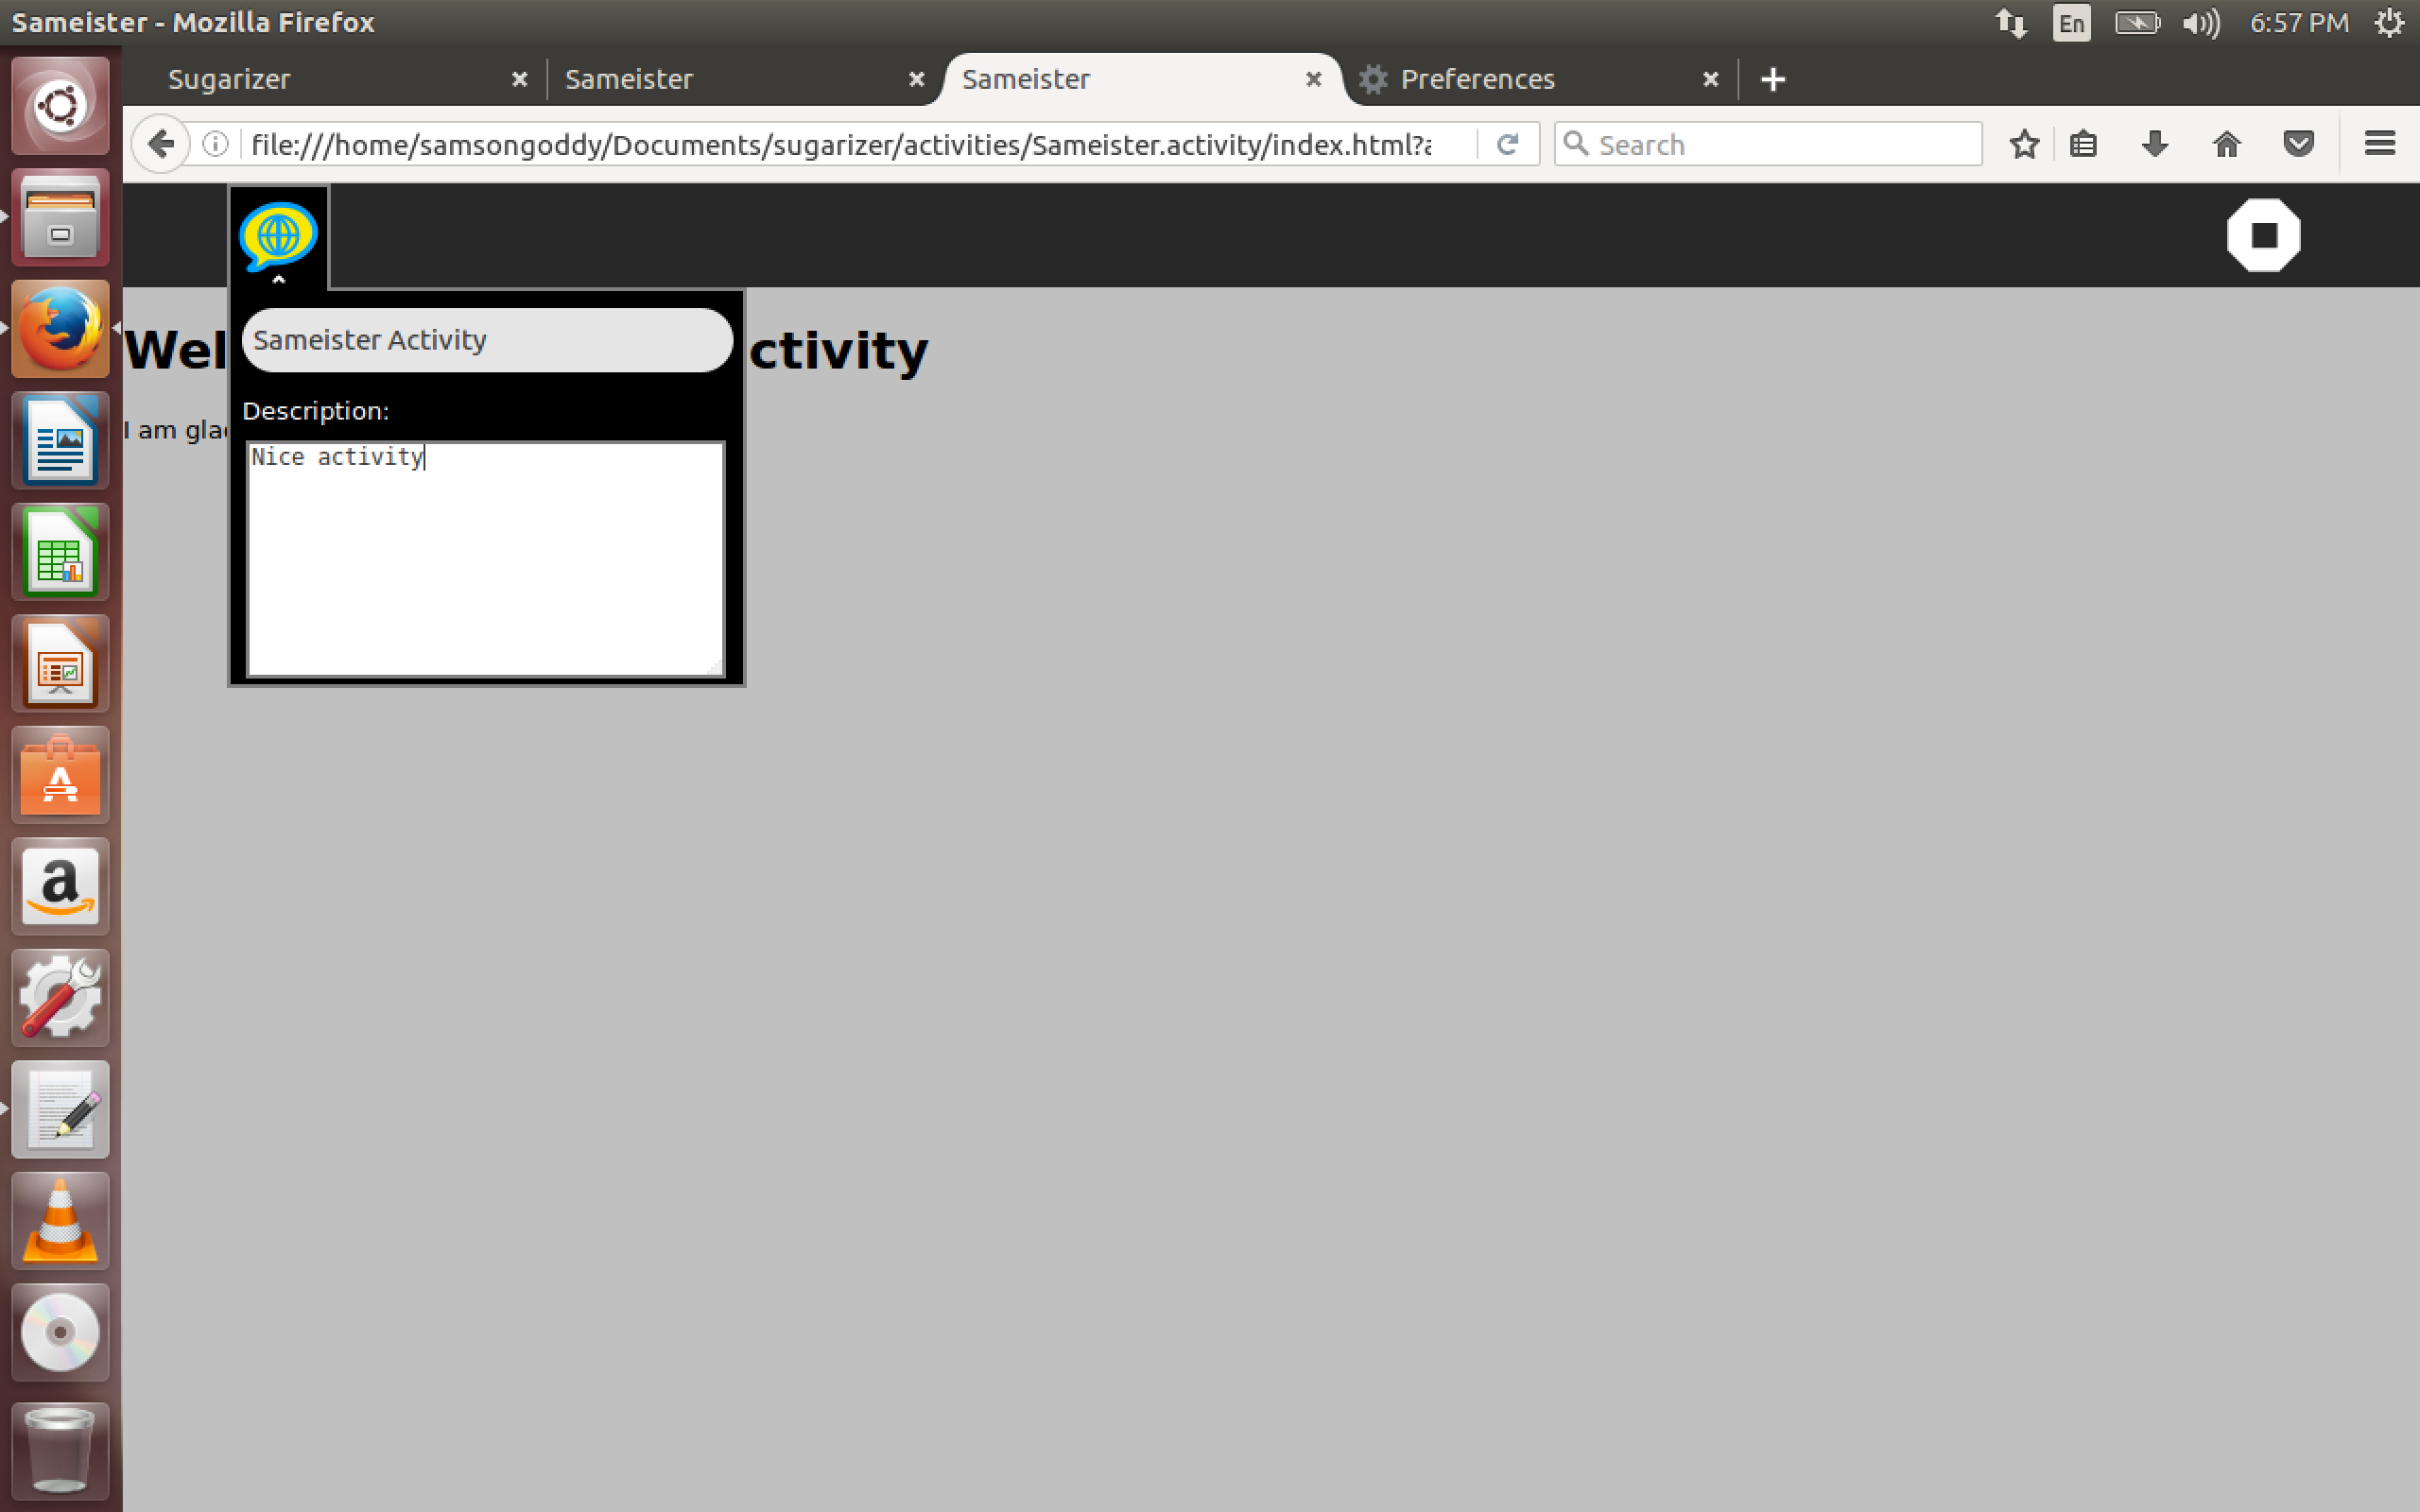 Sameister - Mozilla Firefox
En
6:57 PM
Sugarizer
Sameister
Sameister
Preferences
file:///home/samsongoddy/Documents/sugarizer/activities/Sameister.activity/index.html?a
Search
Sameister Activity
Wel ctivity
Description:
I am glad
Nice activity